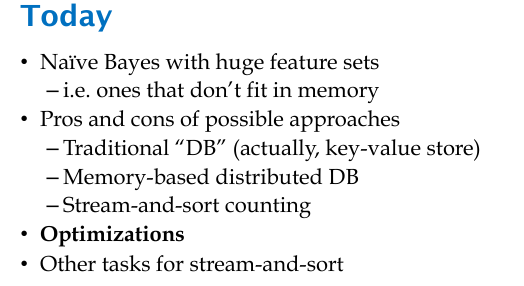 Today
• Naïve Bayes with huge feature sets
– i.e. ones that don’t fit in memory
• Pros and cons of possible approaches
– Traditional “DB” (actually, key-value store)
– Memory-based distributed DB
– Stream-and-sort counting
• Optimizations
• Other tasks for stream-and-sort